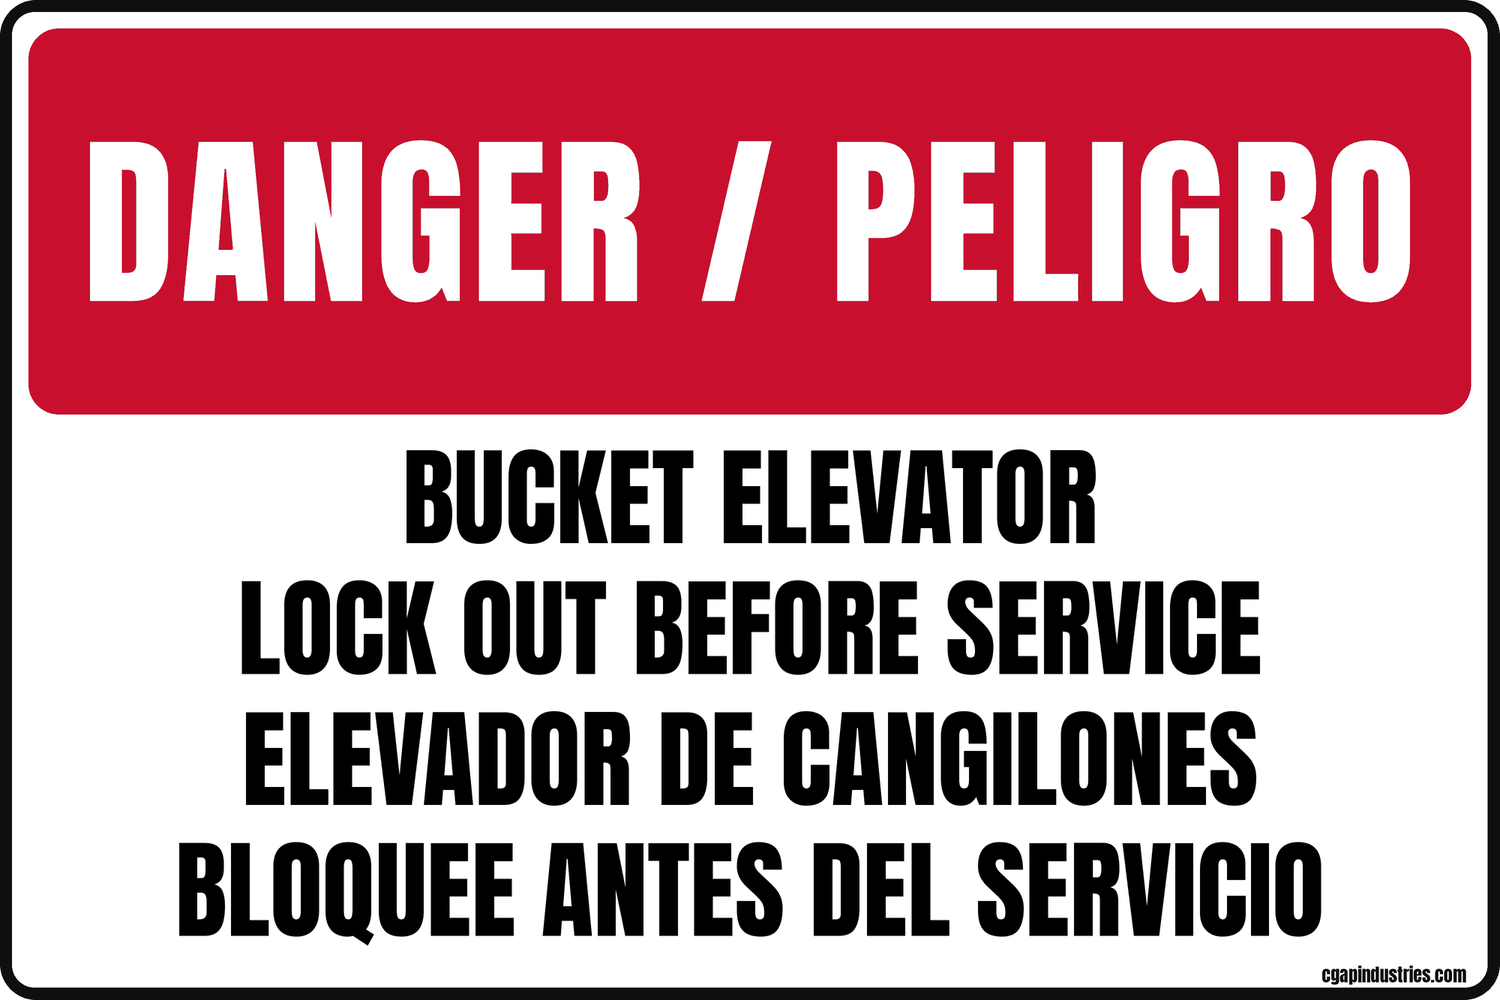 DANGER / PELIGRO
BUCKET ELEVATOR
LOCK OUT BEFORE SERVICE
ELEVADOR DE CANGILONES
BLOQUEE ANTES DEL SERVICIO
cgapindustries.com